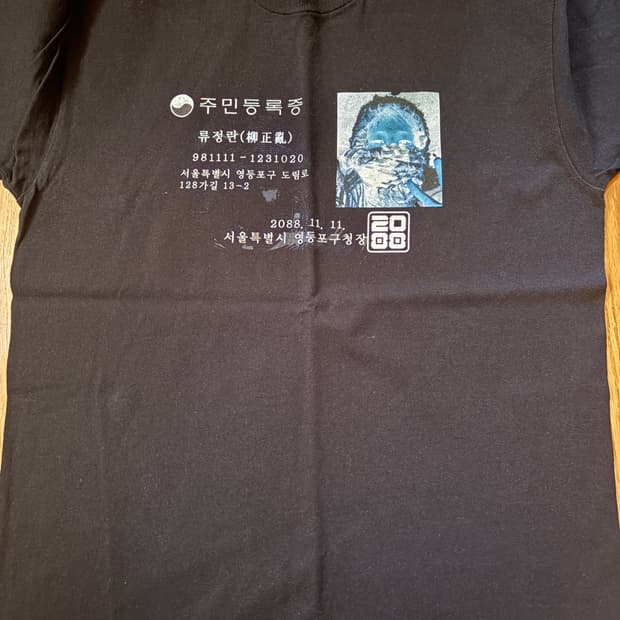 주민등록증
류정란(柳正亂)
981111-1231020
서울특별시 영등포구 도림로
128가길 13-2
2088. 11. 11.
서울특별시 영등포구청장
2088